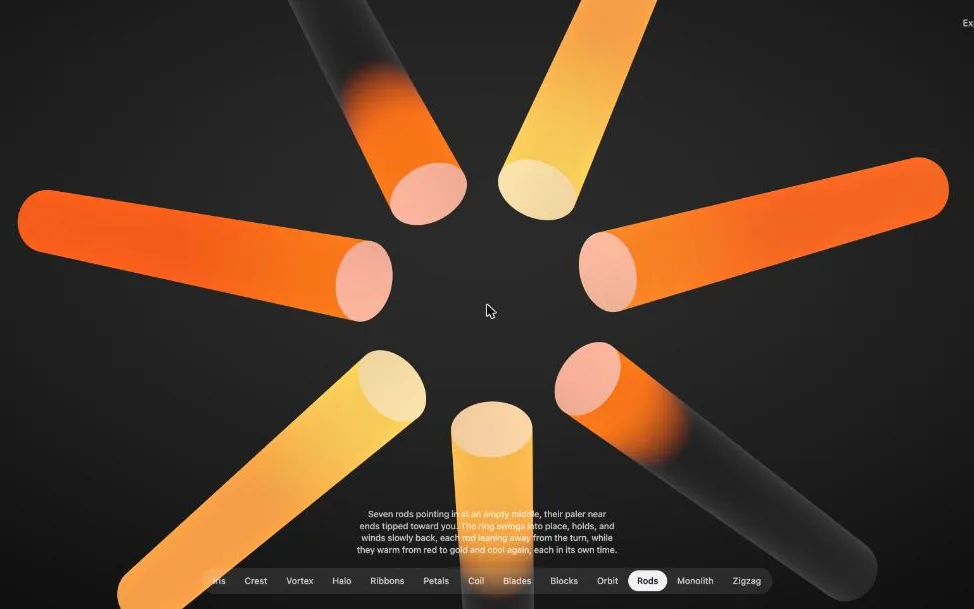 Ex
Seven rods pointing in at an empty middle, their paler near
ends tipped toward you. The ring swings into place, holds, and
winds slowly back, each rod leaning away from the turn, while
they warm from red to gold and cool again, each in its own time.
Iris Crest Vortex Halo Ribbons Petals Coil Blades Blocks Orbit Rods Monolith Zigzag